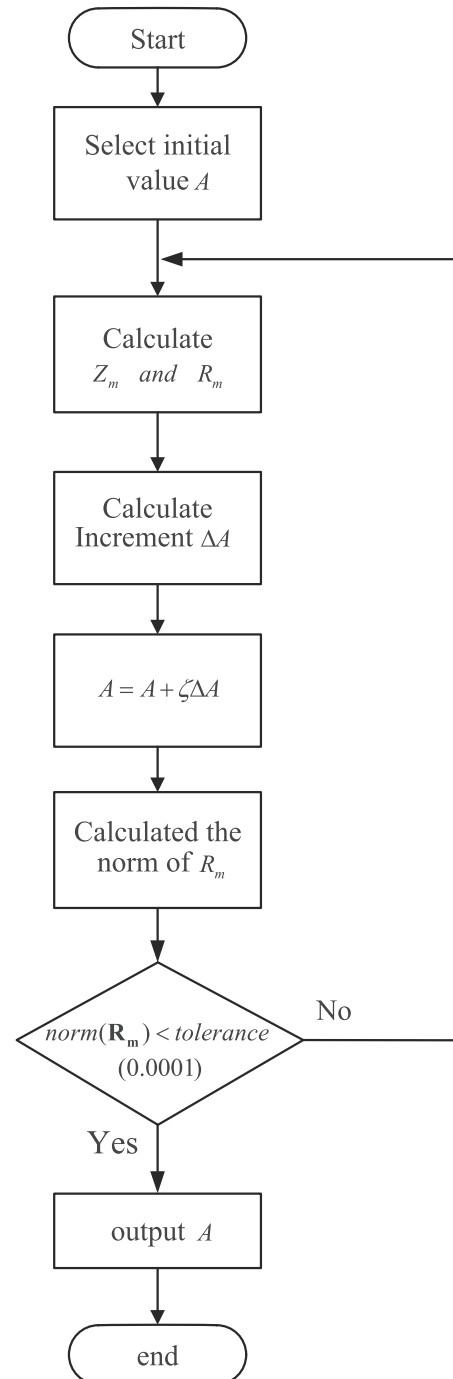 Start
Select initial
value A
Calculate
Z_m and R_m
Calculate
Increment ΔA
A = A + ζΔA
Calculated the
norm of R_m
norm(R_m) < tolerance
(0.0001)
No
Yes
output A
end